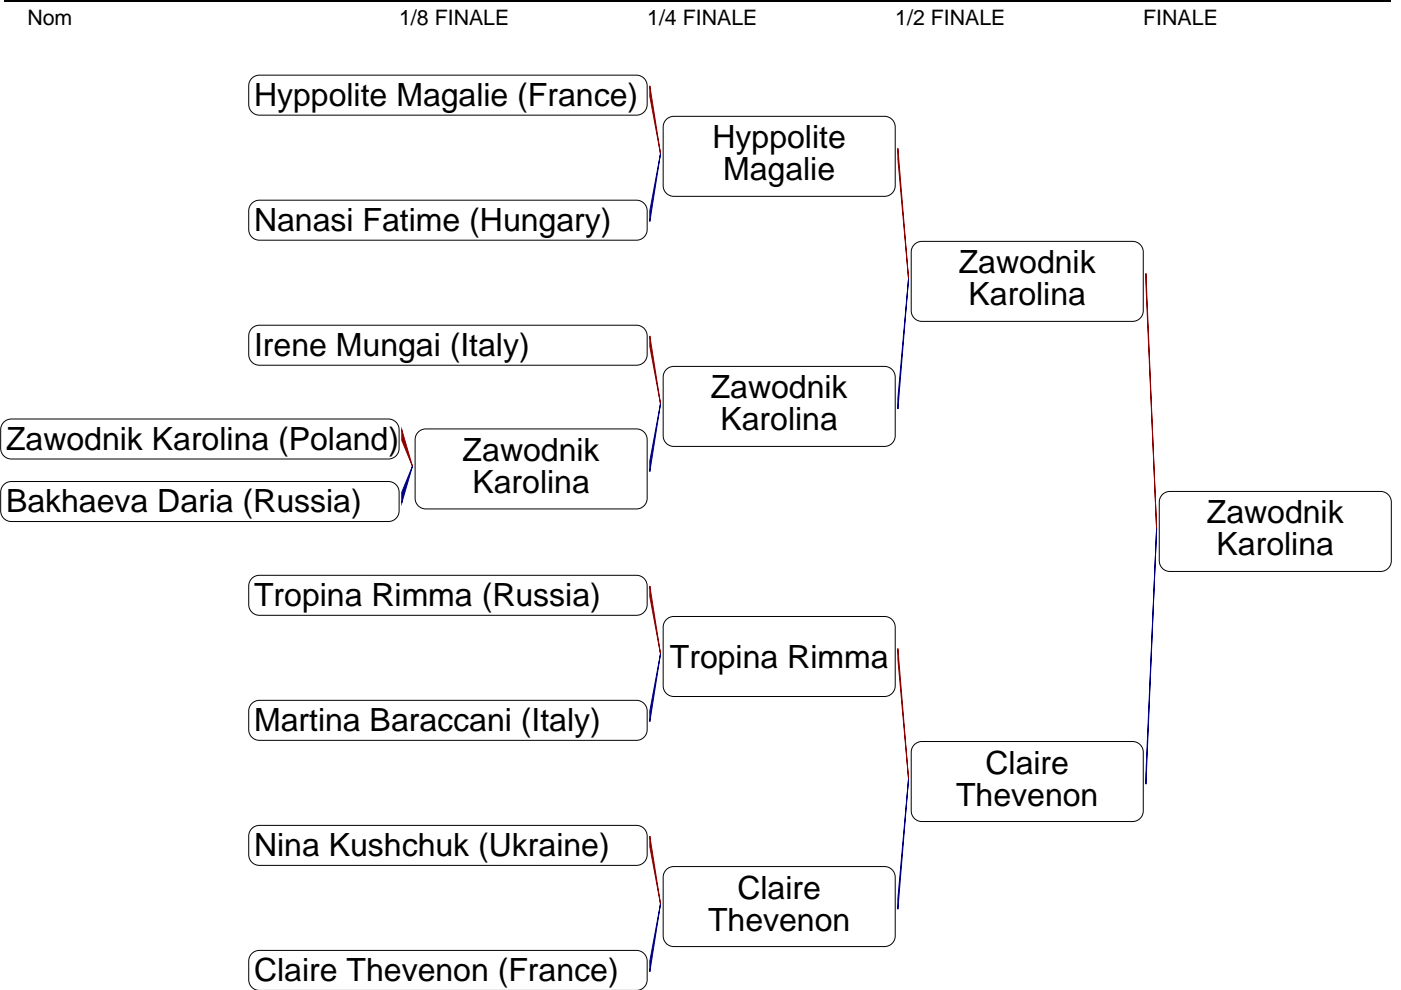 Nom 1/8 FINALE 1/4 FINALE 1/2 FINALE FINALE
Hyppolite Magalie (France)
Hyppolite
Magalie
Nanasi Fatime (Hungary)
Zawodnik
Karolina
Irene Mungai (Italy)
Zawodnik
Karolina
Zawodnik Karolina (Poland)
Zawodnik
Karolina
Bakhaeva Daria (Russia)
Zawodnik
Karolina
Tropina Rimma (Russia)
Tropina Rimma
Martina Baraccani (Italy)
Claire
Thevenon
Nina Kushchuk (Ukraine)
Claire
Thevenon
Claire Thevenon (France)